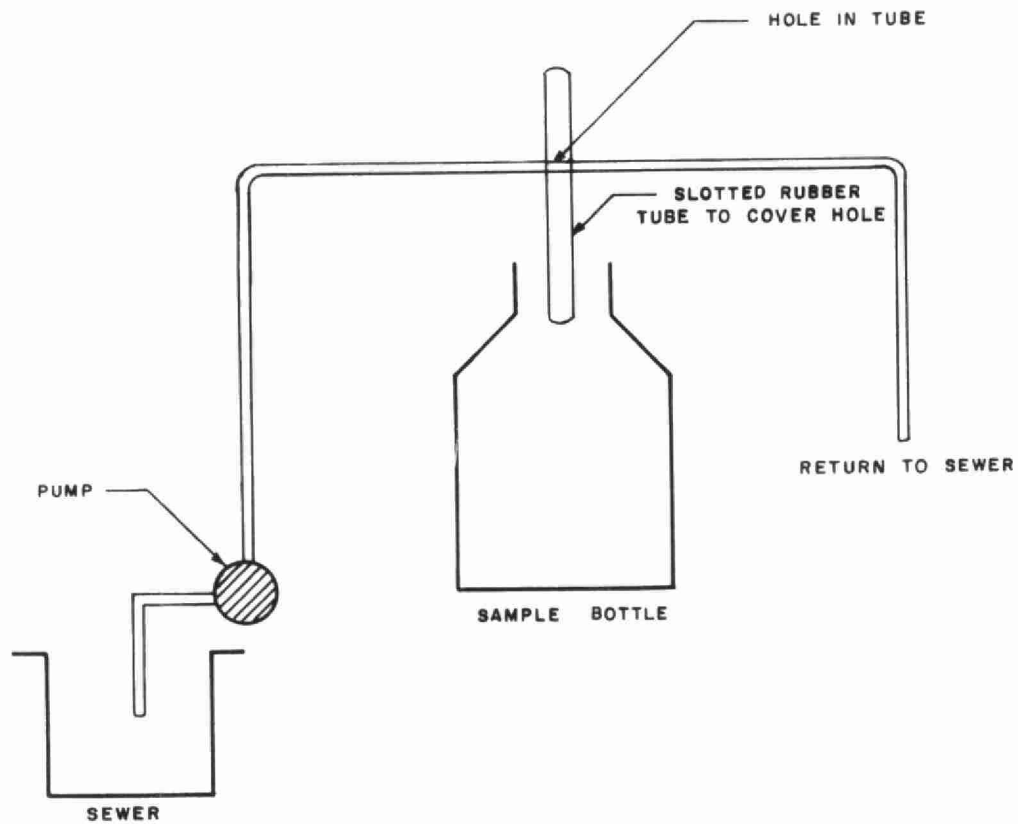 HOLE IN TUBE
SLOTTED RUBBER
TUBE TO COVER HOLE
RETURN TO SEWER
PUMP
SAMPLE BOTTLE
SEWER